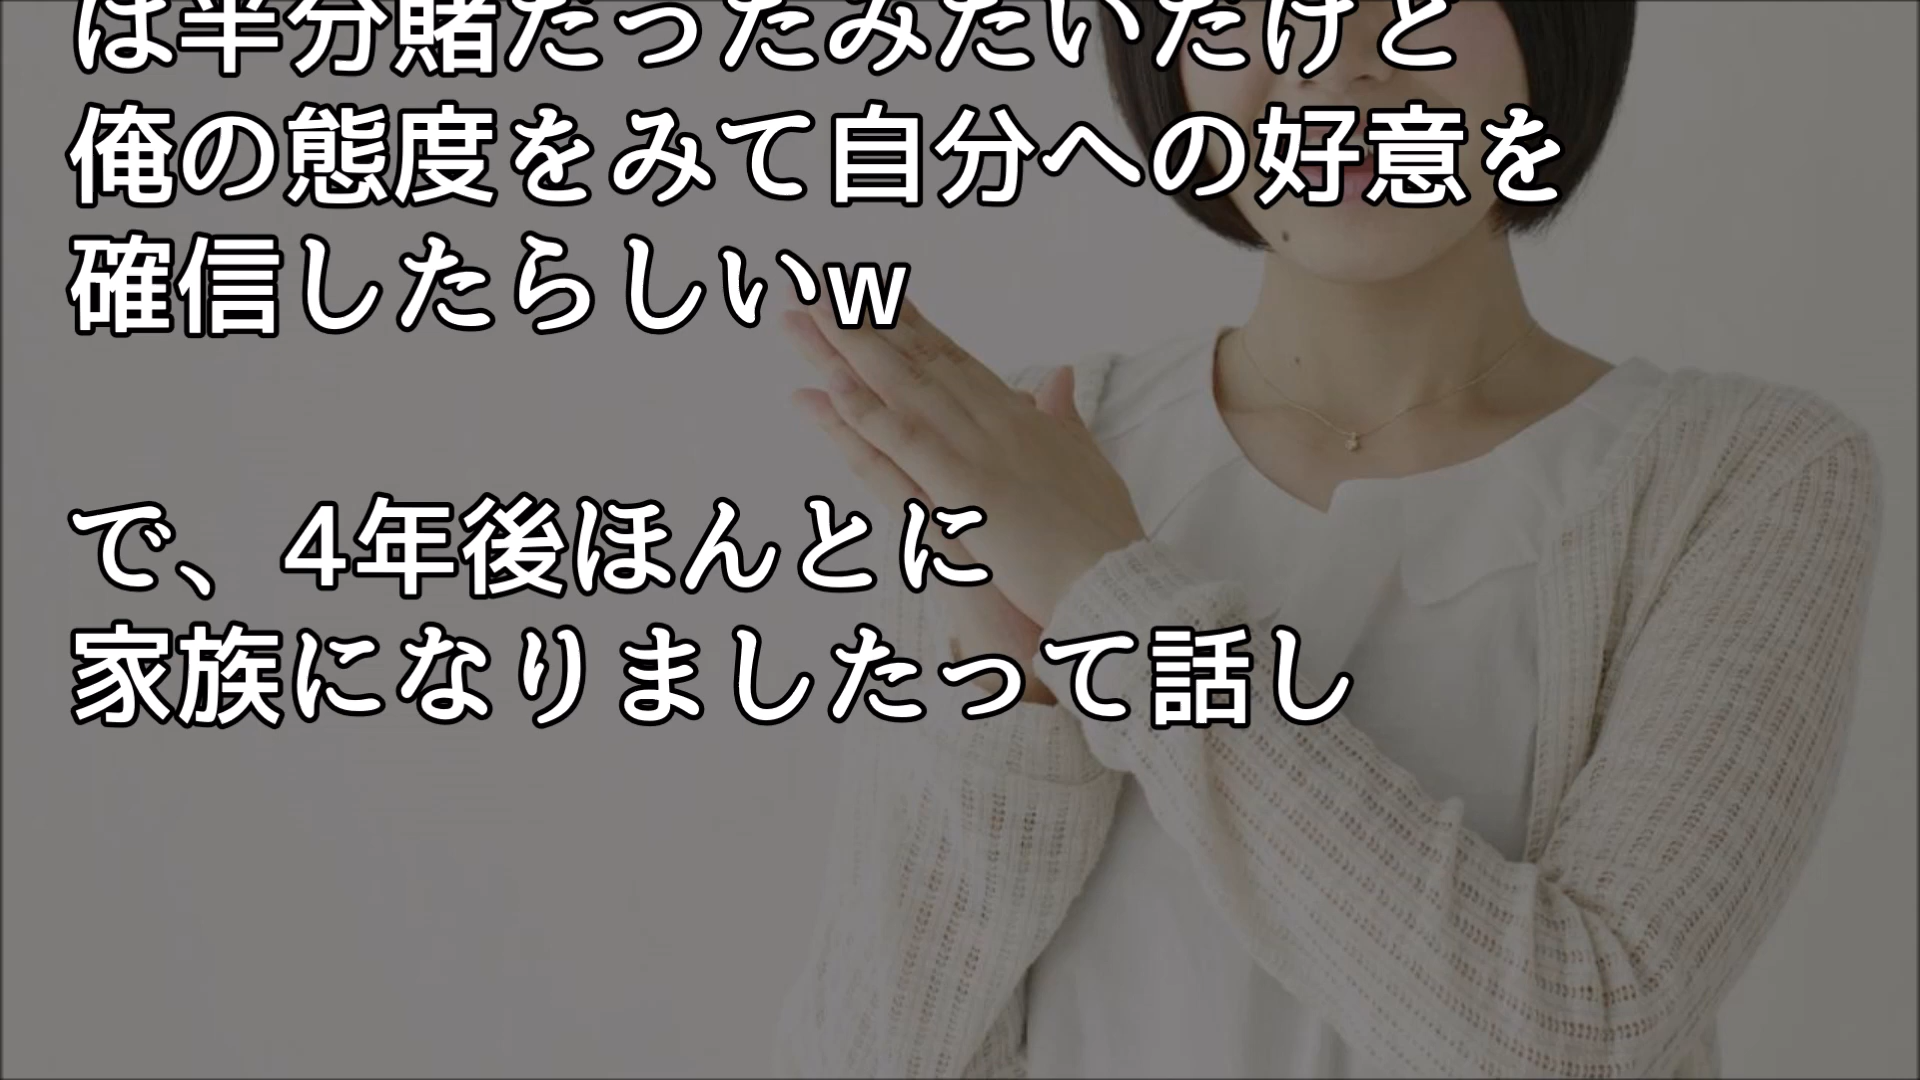 は半分賭だったみたいだけど
俺の態度をみて自分への好意を
確信したらしいw
で、4年後ほんとに
家族になりましたって話し